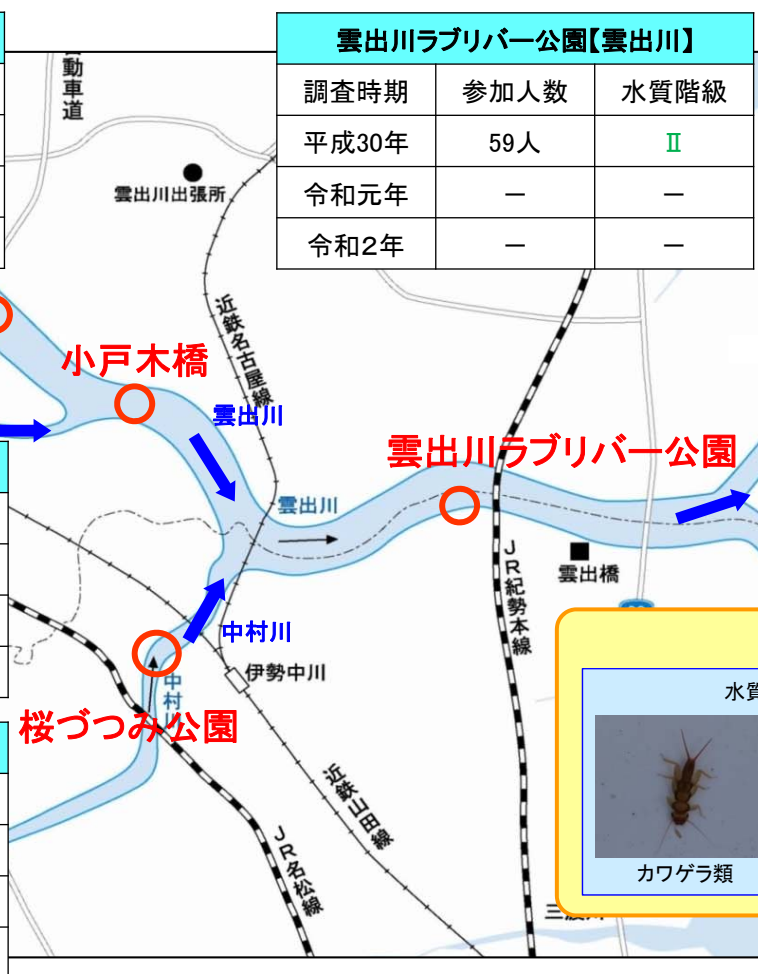 雲出川ラブリバー公園【雲出川】
調査時期 参加人数 水質階級
平成30年 59人 Ⅱ
令和元年 － －
令和2年 － －
動車道
雲出川出張所
近鉄名古屋線
小戸木橋
雲出川
雲出川ラブリバー公園
雲出川
JR紀勢本線
雲出橋
中村川
伊勢中川
中村川
桜づつみ公園
近鉄山田線
JR名松線
水質
カワゲラ類